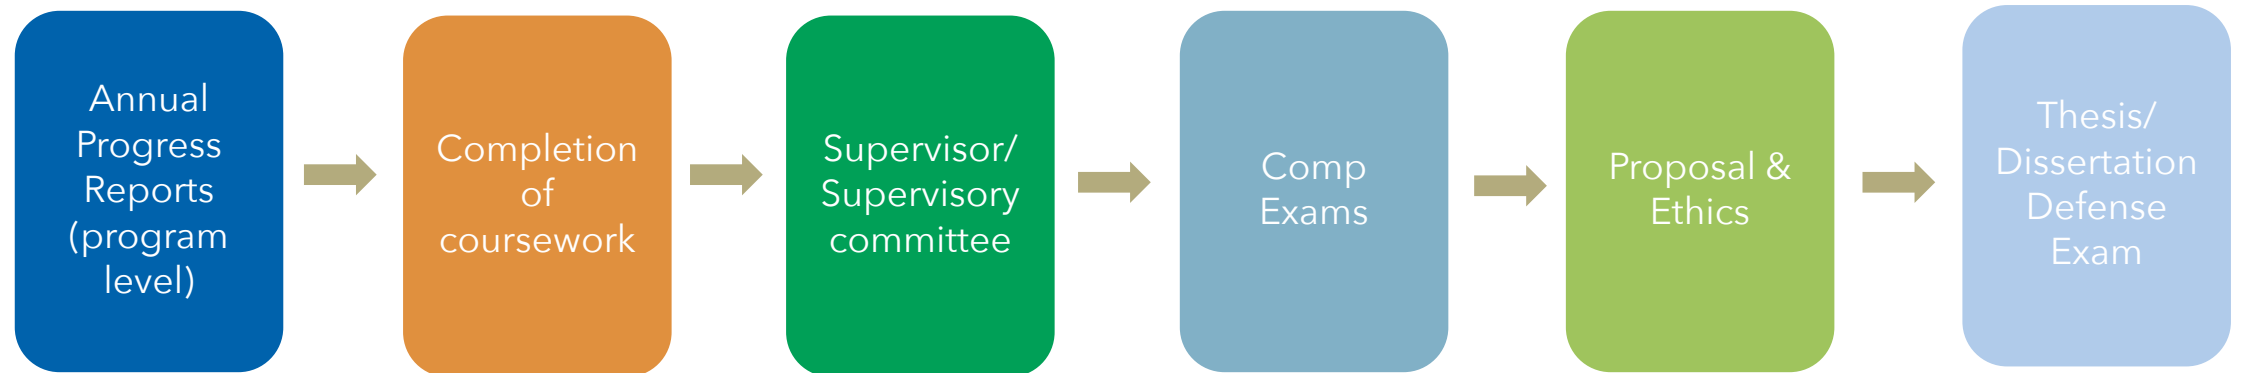 Annual
Progress
Reports
(program
level)
Completion
of
coursework
Supervisor/
Supervisory
committee
Comp
Exams
Proposal &
Ethics
Thesis/
Dissertation
Defense
Exam